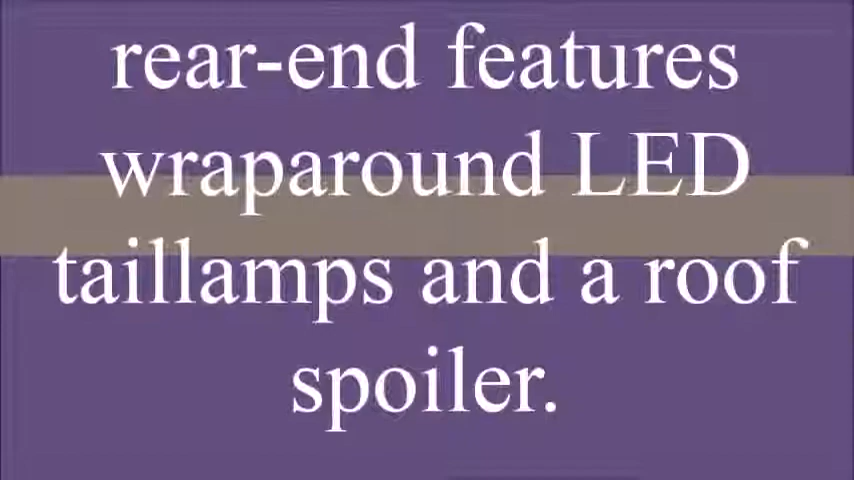 rear-end features
wraparound LED
taillamps and a roof
spoiler.